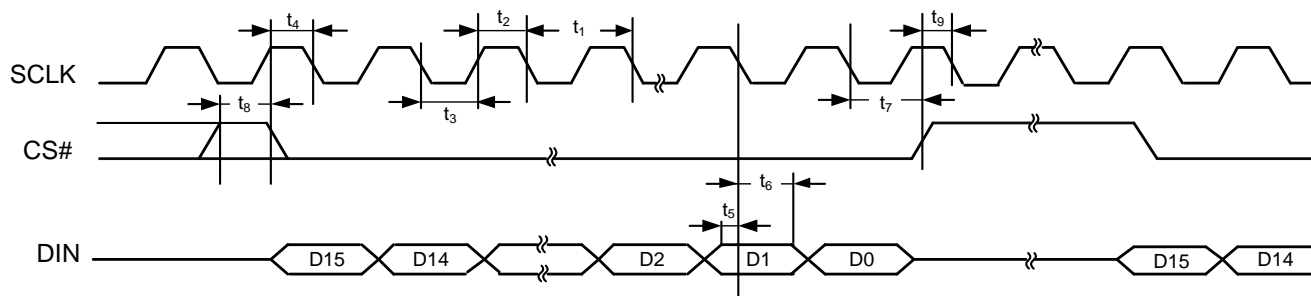 t₄ t₂ t₁ t₉
SCLK
t₈ t₃ t₇
CS#
t₆
t₅
DIN D15 D14 D2 D1 D0 D15 D14